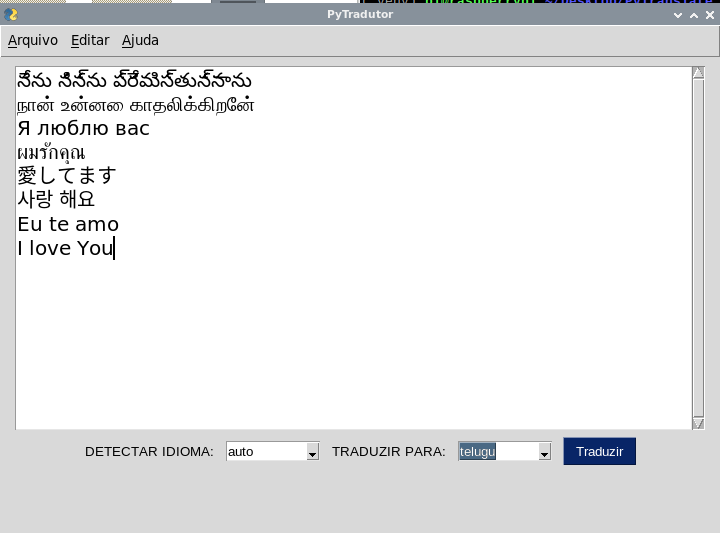 PyTradutor
Arquivo Editar Ajuda
నేను నిన్ను ప్రేమిస్తున్నాను
நான் உன்னை காதலிக்கிறேன்
Я люблю вас
ผมรักคุณ
愛してます
사랑 해요
Eu te amo
I love You
DETECTAR IDIOMA: auto TRADUZIR PARA: telugu Traduzir